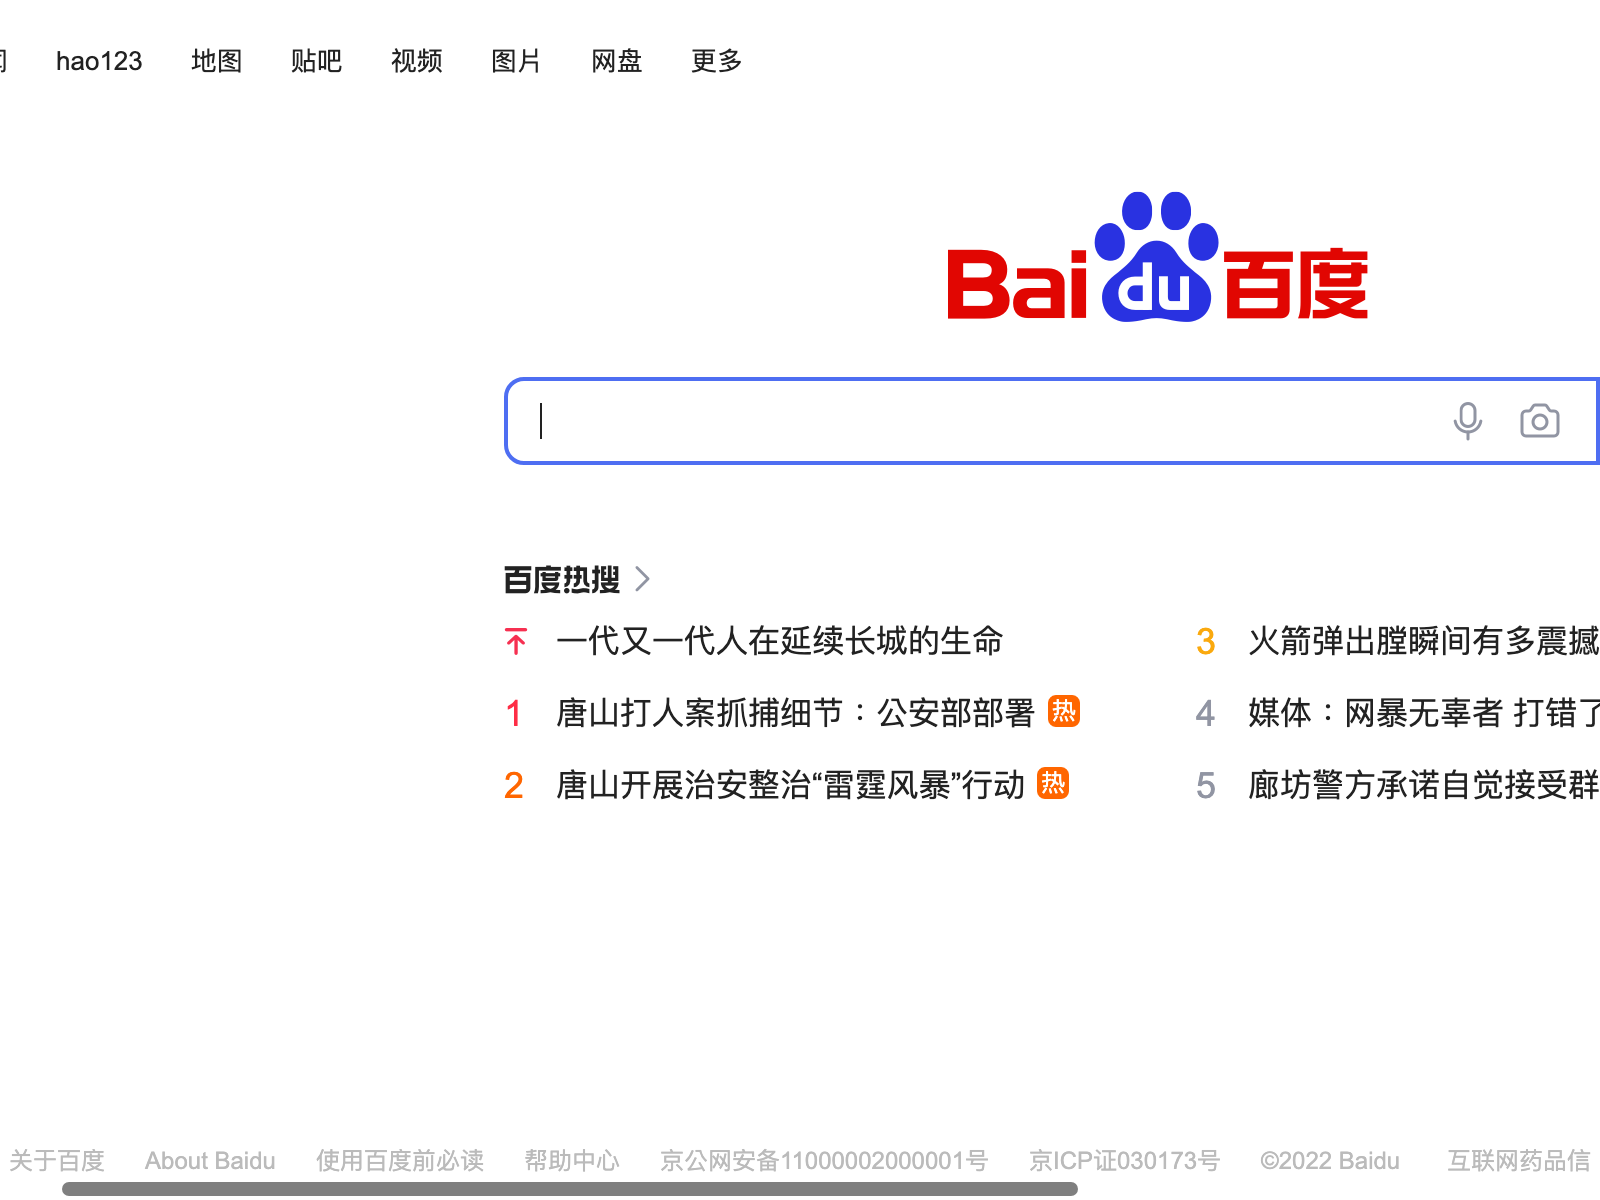 hao123 地图 贴吧 视频 图片 网盘 更多
Baidu百度
百度热搜
一代又一代人在延续长城的生命
1 唐山打人案抓捕细节：公安部部署 热
2 唐山开展治安整治“雷霆风暴”行动 热
3 火箭弹出膛瞬间有多震撼
4 媒体：网暴无辜者 打错了
5 廊坊警方承诺自觉接受群
关于百度 About Baidu 使用百度前必读 帮助中心 京公网安备11000002000001号 京ICP证030173号 ©2022 Baidu 互联网药品信